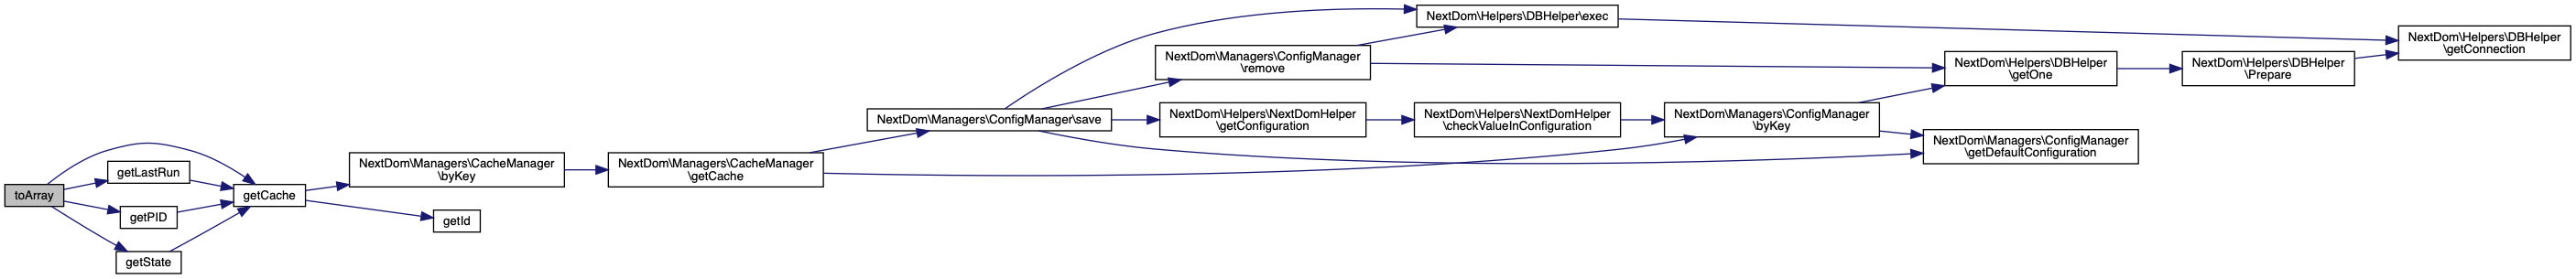 toArray
getLastRun
getPID
getState
getCache
NextDom\Managers\CacheManager
\byKey
getId
NextDom\Managers\CacheManager
\getCache
NextDom\Managers\ConfigManager\save
NextDom\Managers\ConfigManager
\remove
NextDom\Helpers\NextDomHelper
\getConfiguration
NextDom\Helpers\DBHelper\exec
NextDom\Helpers\NextDomHelper
\checkValueInConfiguration
NextDom\Managers\ConfigManager
\byKey
NextDom\Helpers\DBHelper
\getOne
NextDom\Managers\ConfigManager
\getDefaultConfiguration
NextDom\Helpers\DBHelper
\Prepare
NextDom\Helpers\DBHelper
\getConnection